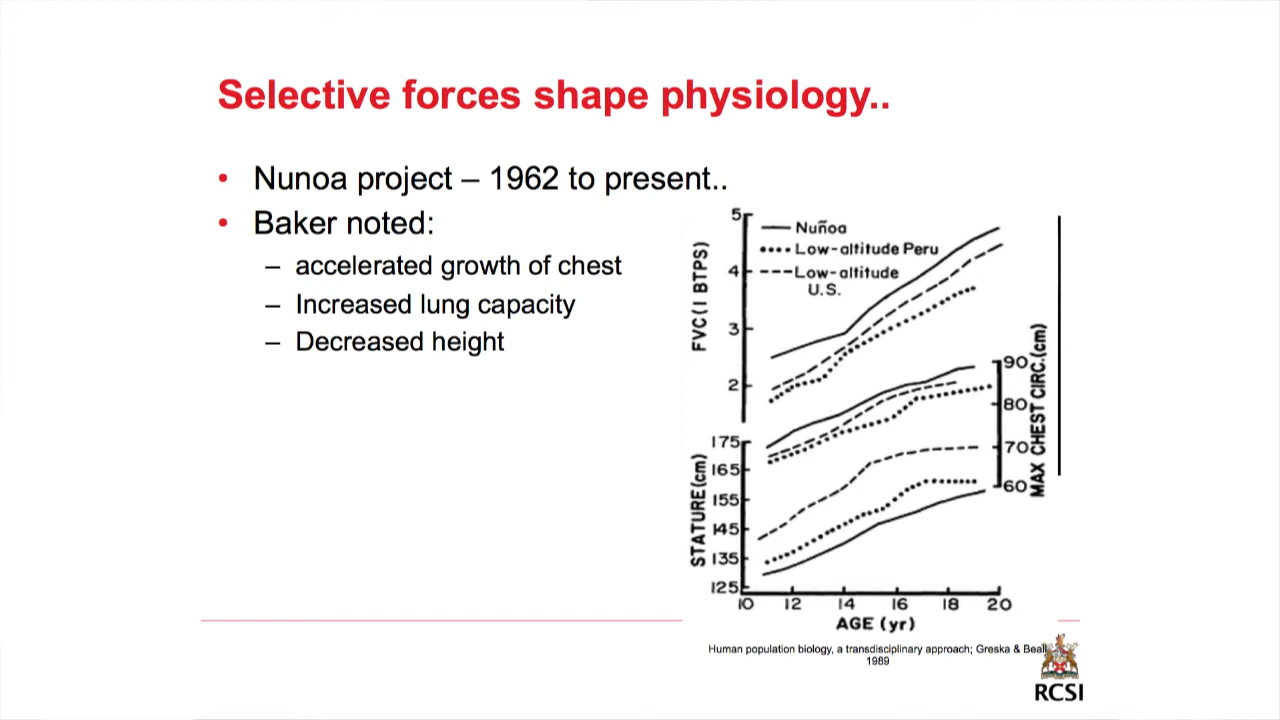 Selective forces shape physiology..
• Nunoa project – 1962 to present..
• Baker noted:
– accelerated growth of chest
– Increased lung capacity
– Decreased height
5
4
3
2
FVC (l BTPS)
Nuñoa
Low-altitude Peru
Low-altitude
U.S.
90
80
70
60
MAX CHEST CIRC. (cm)
175
165
155
145
135
125
STATURE (cm)
10 12 14 16 18 20
AGE (yr)
Human population biology, a transdisciplinary approach; Greska & Beall
1989
RCSI